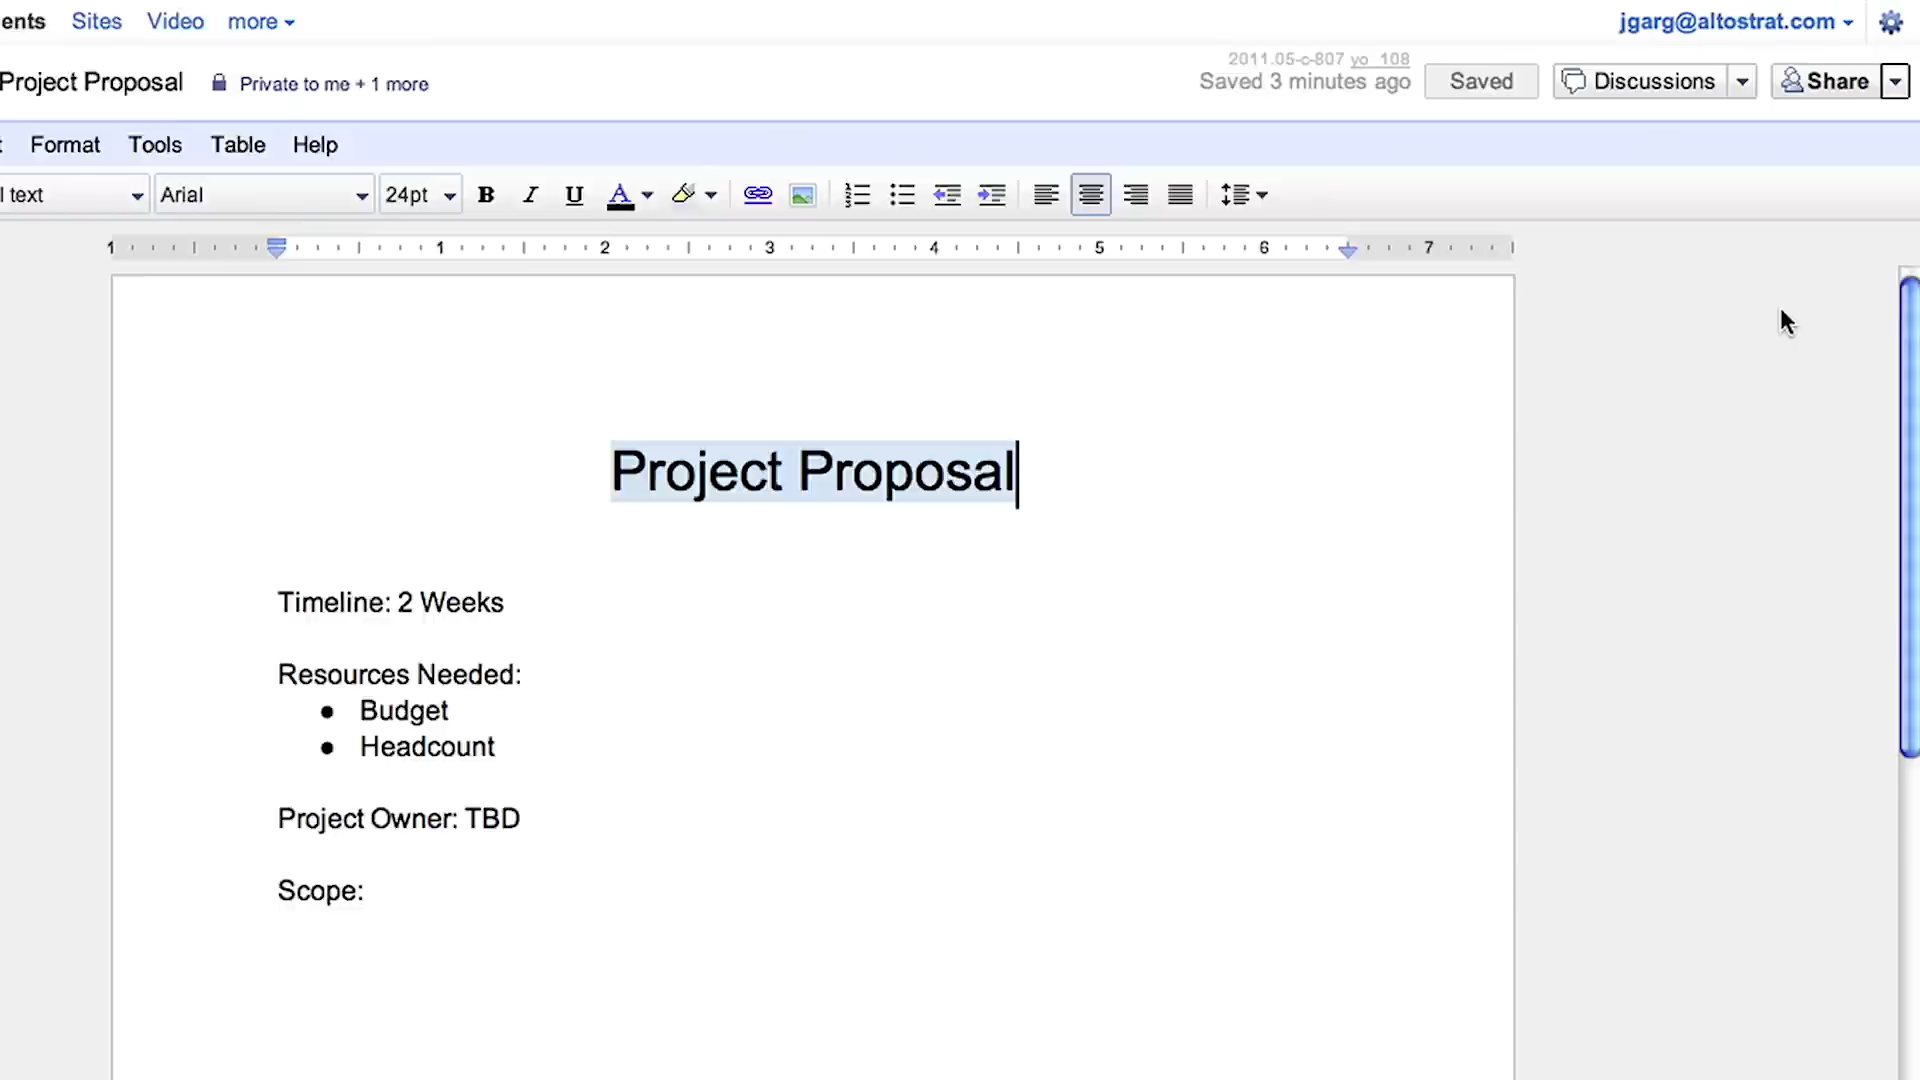 ents Sites Video more jgarg@altostrat.com
2011.05-c-807 yo 108
Project Proposal Private to me + 1 more Saved 3 minutes ago Saved Discussions Share
t Format Tools Table Help
l text Arial 24pt B I U A
1 1 2 3 4 5 6 7
Project Proposal
Timeline: 2 Weeks
Resources Needed:
● Budget
● Headcount
Project Owner: TBD
Scope: